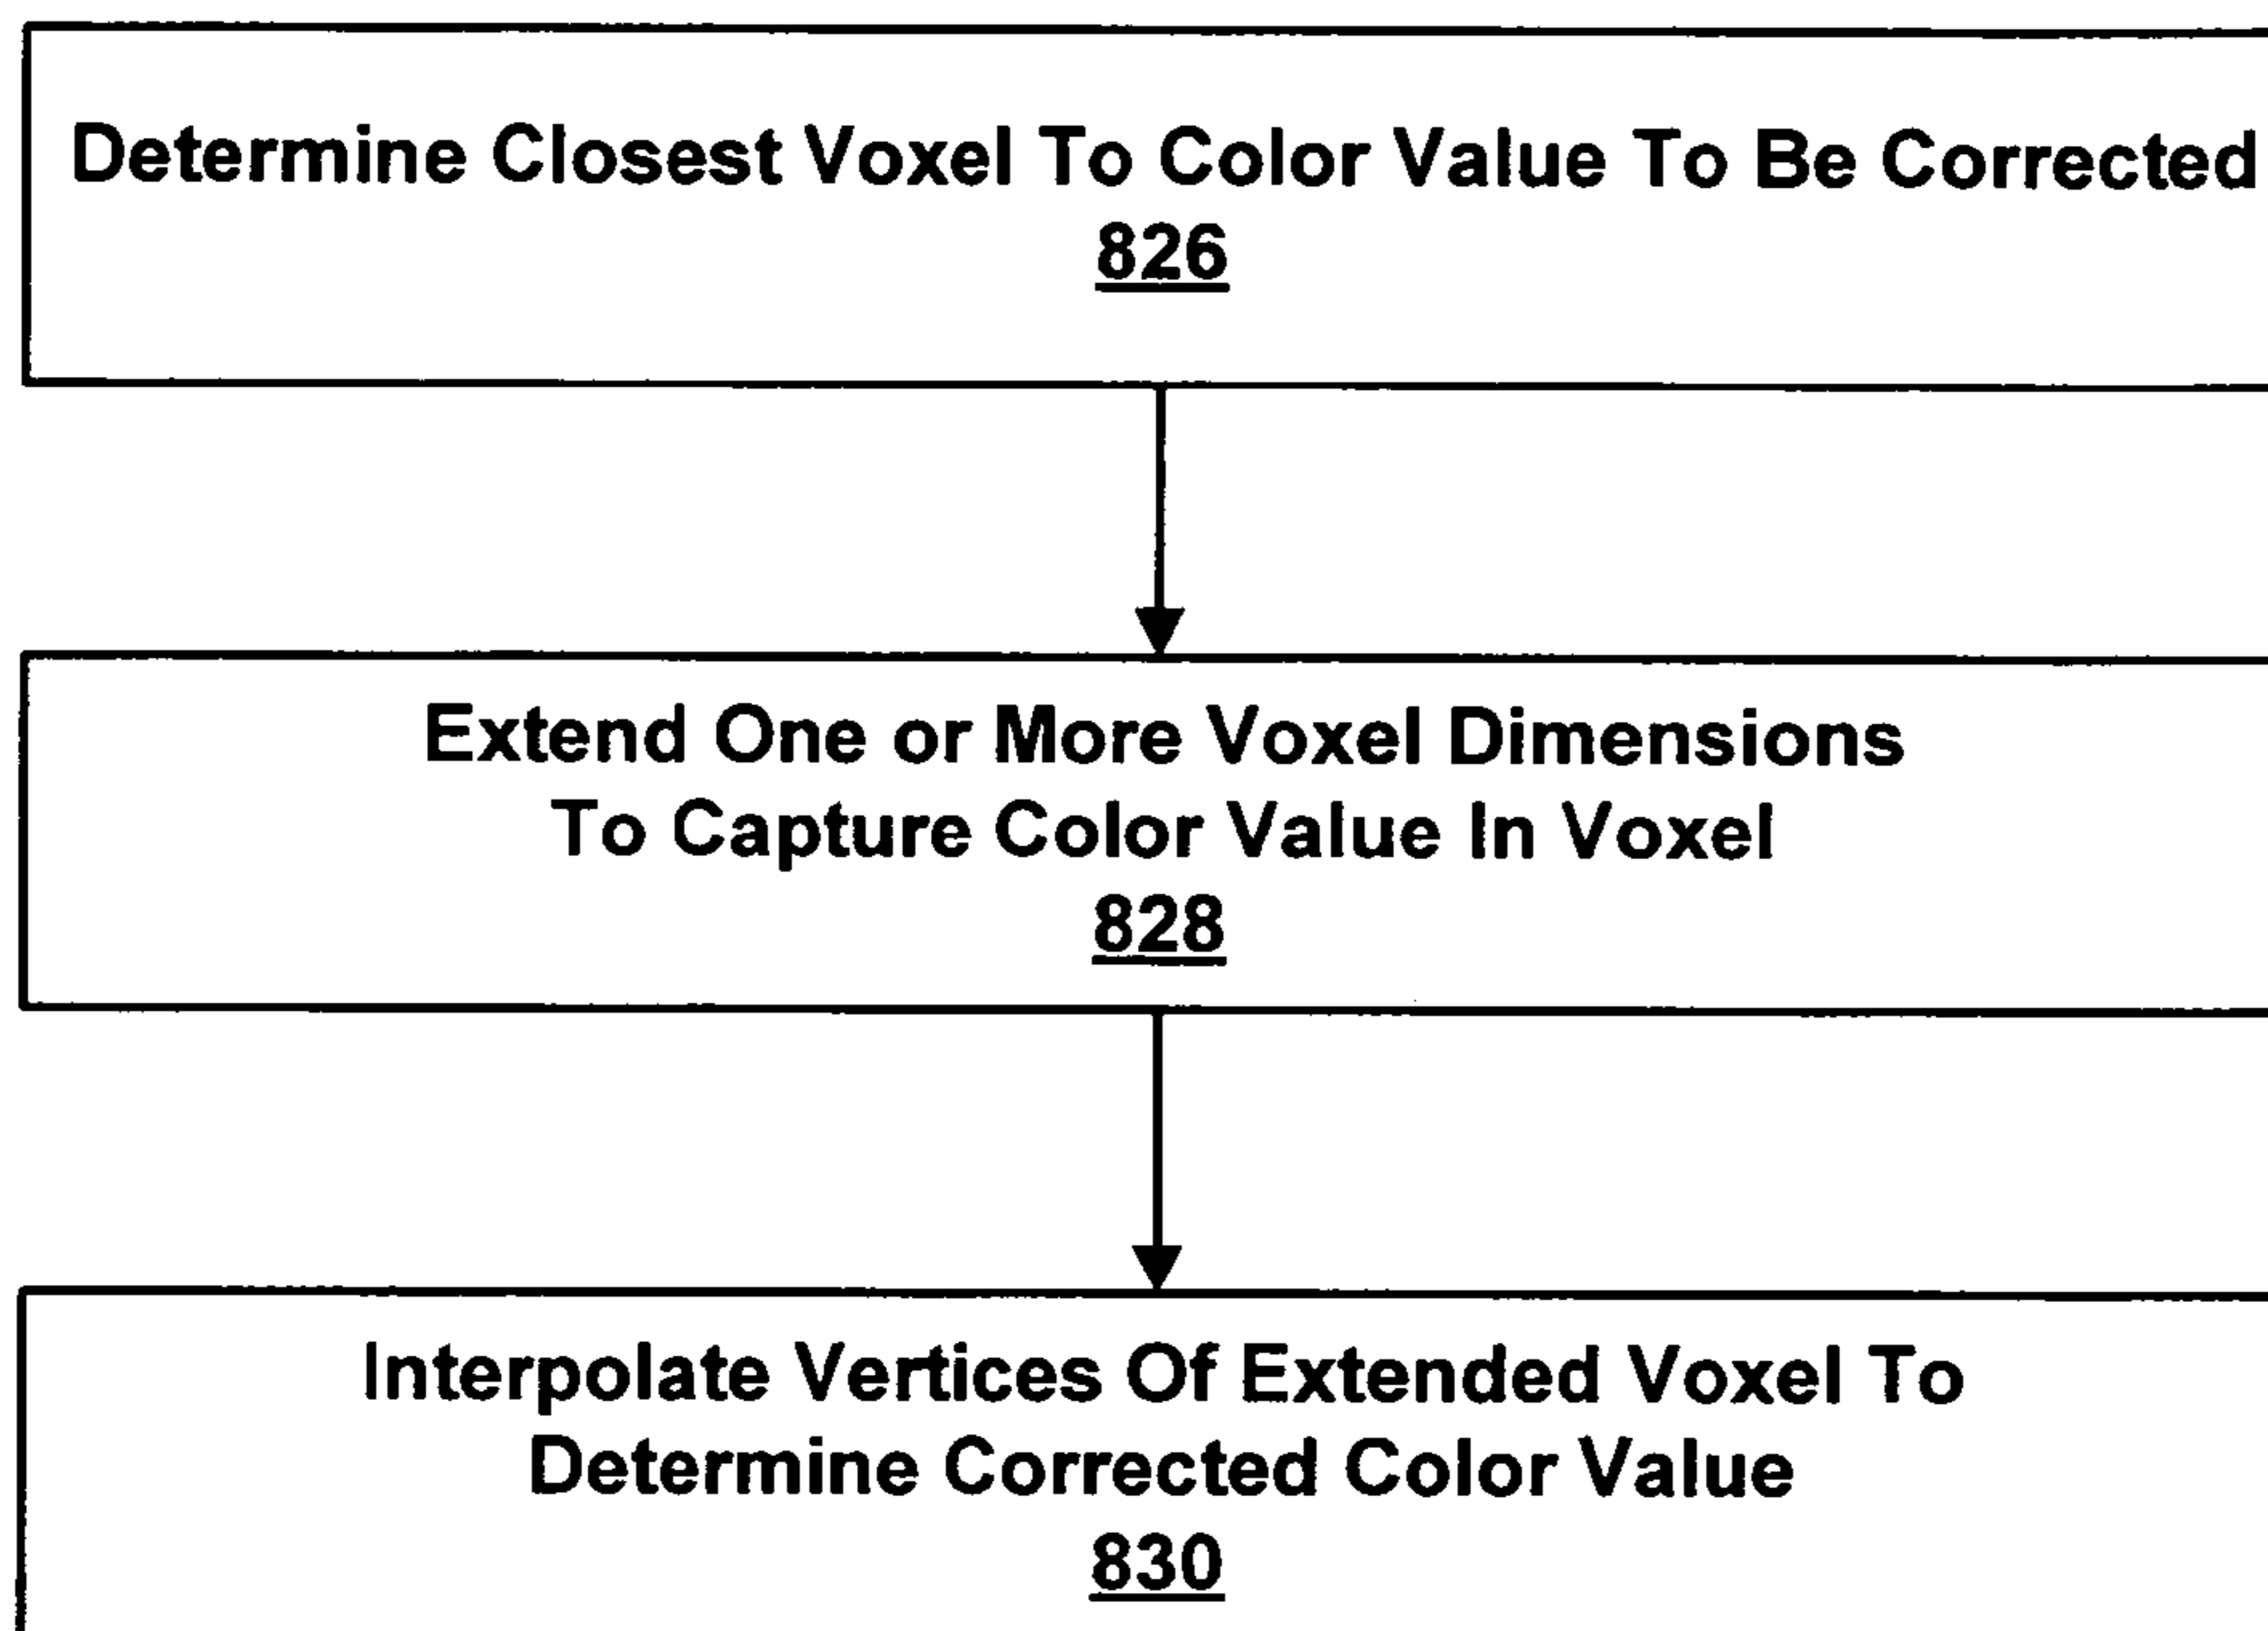 Determine Closest Voxel To Color Value To Be Corrected
826
Extend One or More Voxel Dimensions
To Capture Color Value In Voxel
828
Interpolate Vertices Of Extended Voxel To
Determine Corrected Color Value
830